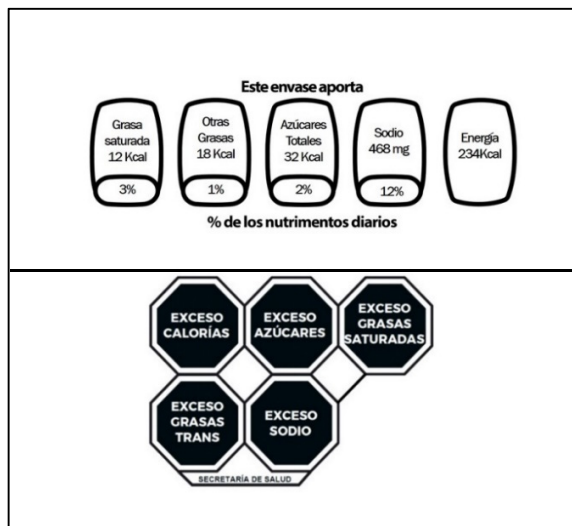 Este envase aporta
Grasa
saturada
12 Kcal
3%
Otras
Grasas
18 Kcal
1%
Azúcares
Totales
32 Kcal
2%
Sodio
468 mg
12%
Energía
234Kcal
% de los nutrimentos diarios
EXCESO
CALORÍAS
EXCESO
AZÚCARES
EXCESO
GRASAS
SATURADAS
EXCESO
GRASAS
TRANS
EXCESO
SODIO
SECRETARÍA DE SALUD